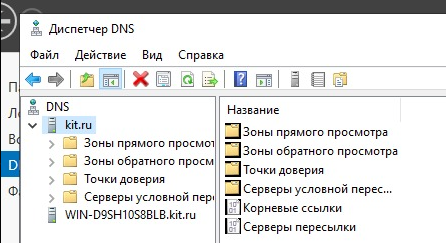 Диспетчер DNS
Файл Действие Вид Справка
DNS
kit.ru
Зоны прямого просмот
Зоны обратного просм
Точки доверия
Серверы условной пер
WIN-D9SH10S8BLB.kit.ru
Название
Зоны прямого просмотра
Зоны обратного просмотра
Точки доверия
Серверы условной перес...
Корневые ссылки
Серверы пересылки